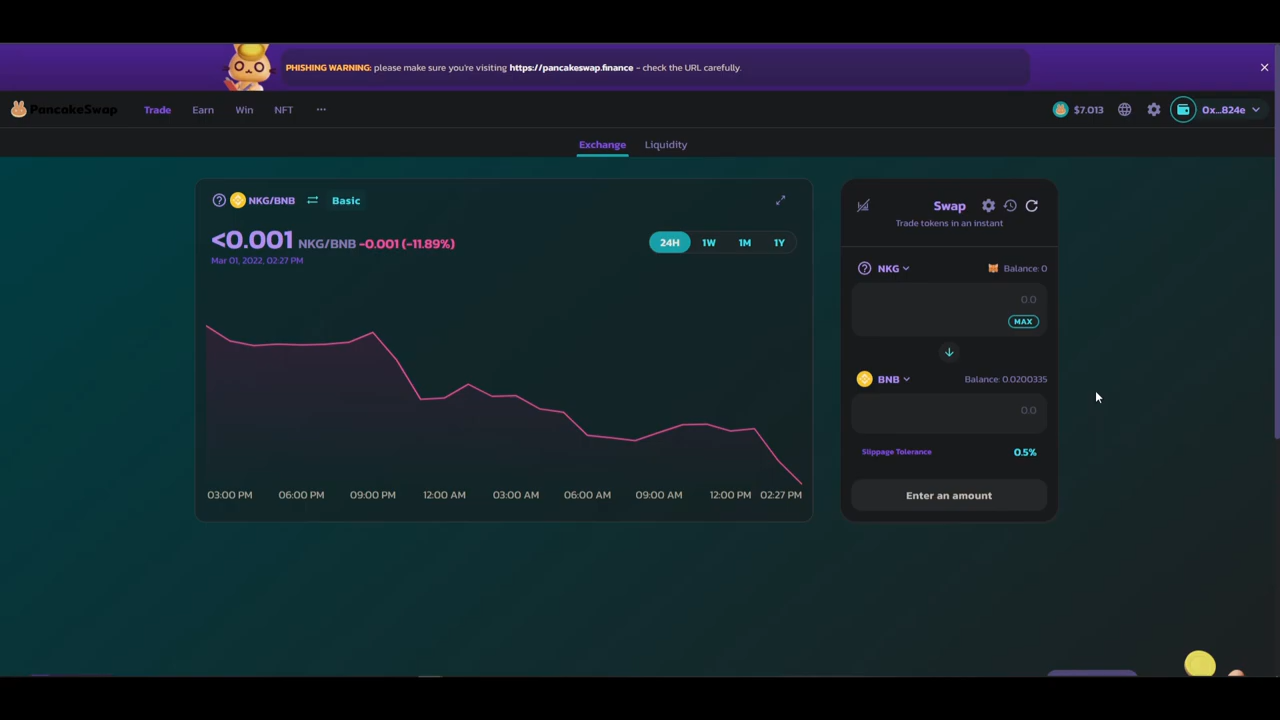 PHISHING WARNING: please make sure you're visiting https://pancakeswap.finance - check the URL carefully.
PancakeSwap Trade Earn Win NFT ... $7.013 0x...824e
Exchange Liquidity
NKG/BNB Basic
<0.001 NKG/BNB -0.001 (-11.89%)
Mar 01, 2022, 02:27 PM
24H 1W 1M 1Y
03:00 PM 06:00 PM 09:00 PM 12:00 AM 03:00 AM 06:00 AM 09:00 AM 12:00 PM 02:27 PM
Swap
Trade tokens in an instant
NKG Balance: 0
0.0
MAX
BNB Balance: 0.0200335
0.0
Slippage Tolerance 0.5%
Enter an amount